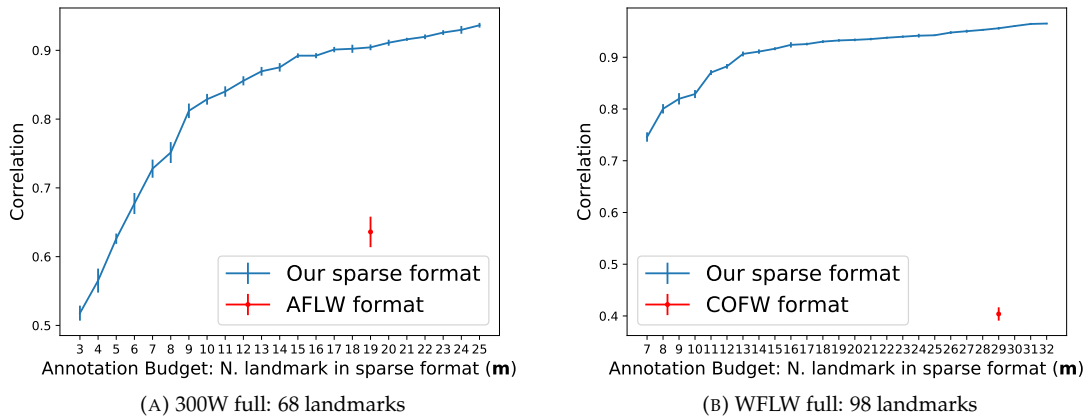 0.9
0.8
0.7
0.6
0.5
Correlation
Our sparse format
AFLW format
3 4 5 6 7 8 9 10 11 12 13 14 15 16 17 18 19 20 21 22 23 24 25
Annotation Budget: N. landmark in sparse format (m)
(A) 300W full: 68 landmarks
0.9
0.8
0.7
0.6
0.5
0.4
Correlation
Our sparse format
COFW format
7 8 9 10 11 12 13 14 15 16 17 18 19 20 21 22 23 24 25 26 27 28 29 30 31 32
Annotation Budget: N. landmark in sparse format (m)
(B) WFLW full: 98 landmarks